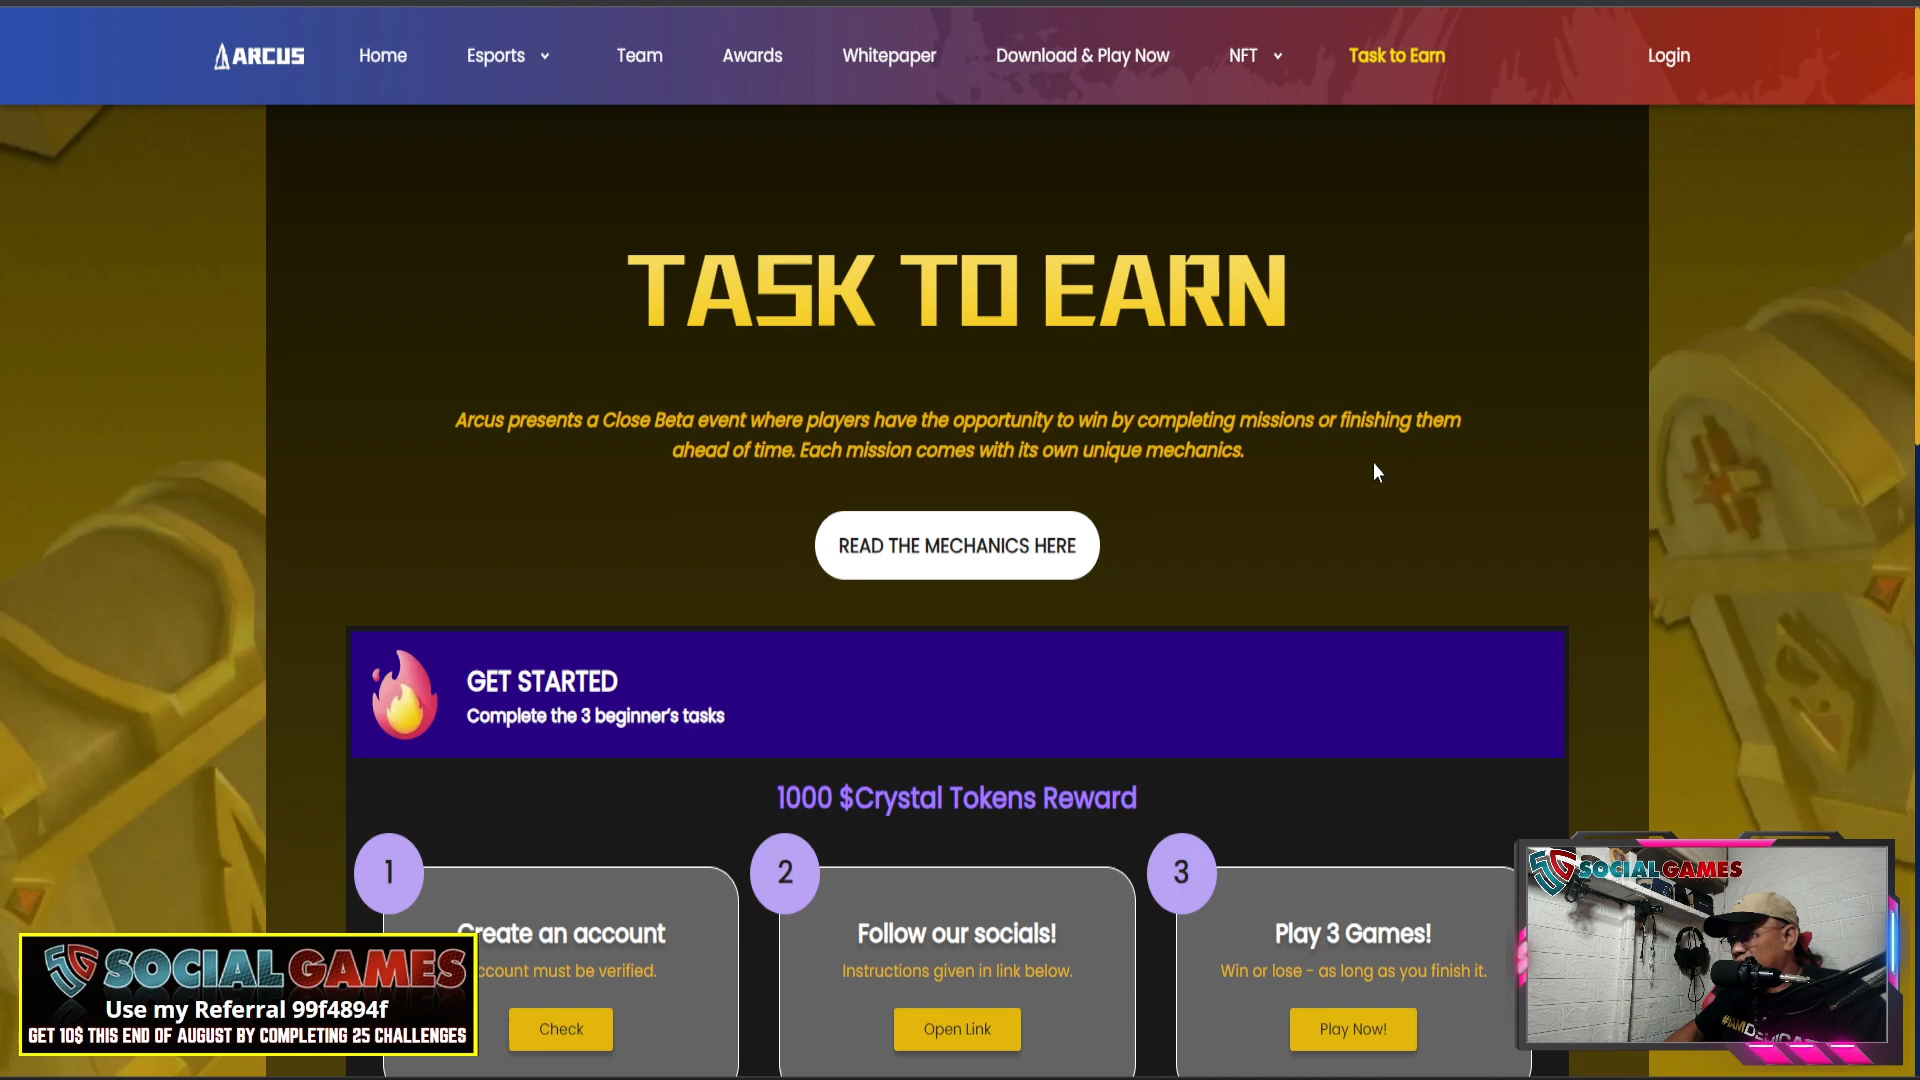 ARCUS
Home
Esports
Team
Awards
Whitepaper
Download & Play Now
NFT
Task to Earn
Login
TASK TO EARN
Arcus presents a Close Beta event where players have the opportunity to win by completing missions or finishing them
ahead of time. Each mission comes with its own unique mechanics.
READ THE MECHANICS HERE
GET STARTED
Complete the 3 beginner's tasks
1000 $Crystal Tokens Reward
1
Create an account
ccount must be verified.
Check
2
Follow our socials!
Instructions given in link below.
Open Link
3
Play 3 Games!
Win or lose - as long as you finish it.
Play Now!
SOCIALGAMES
Use my Referral 99f4894f
GET 10$ THIS END OF AUGUST BY COMPLETING 25 CHALLENGES
SOCIALGAMES